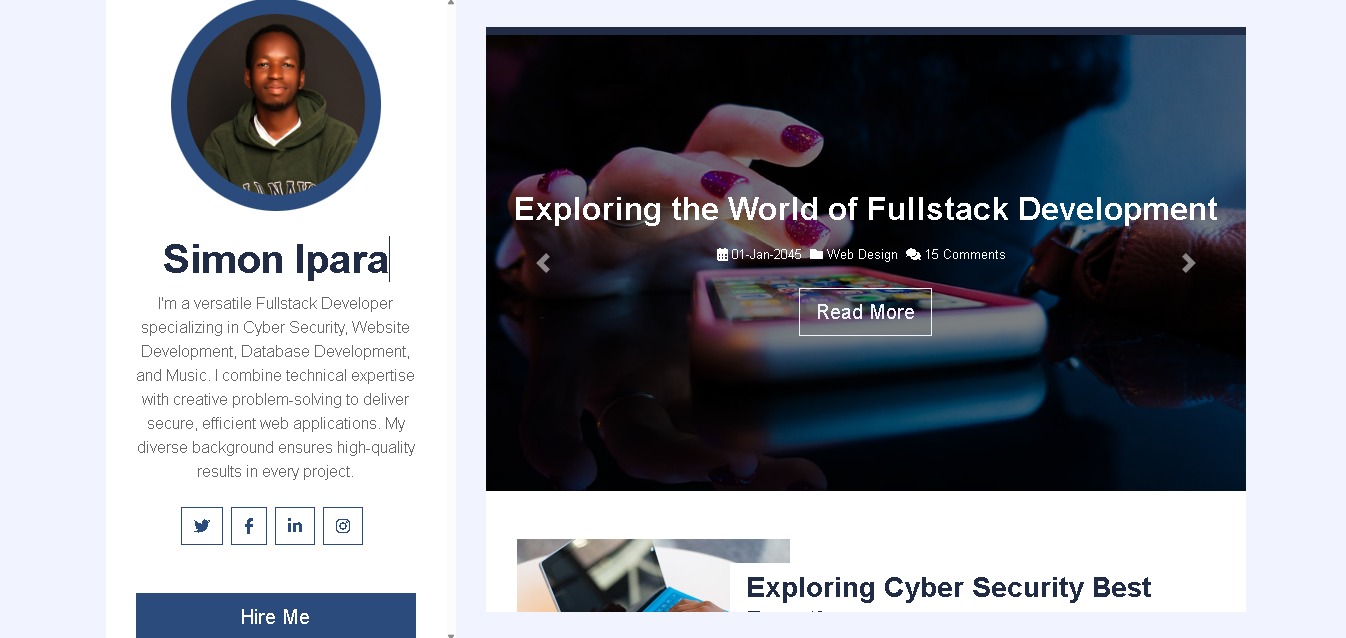 Simon Ipara
I'm a versatile Fullstack Developer
specializing in Cyber Security, Website
Development, Database Development,
and Music. I combine technical expertise
with creative problem-solving to deliver
secure, efficient web applications. My
diverse background ensures high-quality
results in every project.
Hire Me
Exploring the World of Fullstack Development
01-Jan-2045 Web Design 15 Comments
Read More
Exploring Cyber Security Best